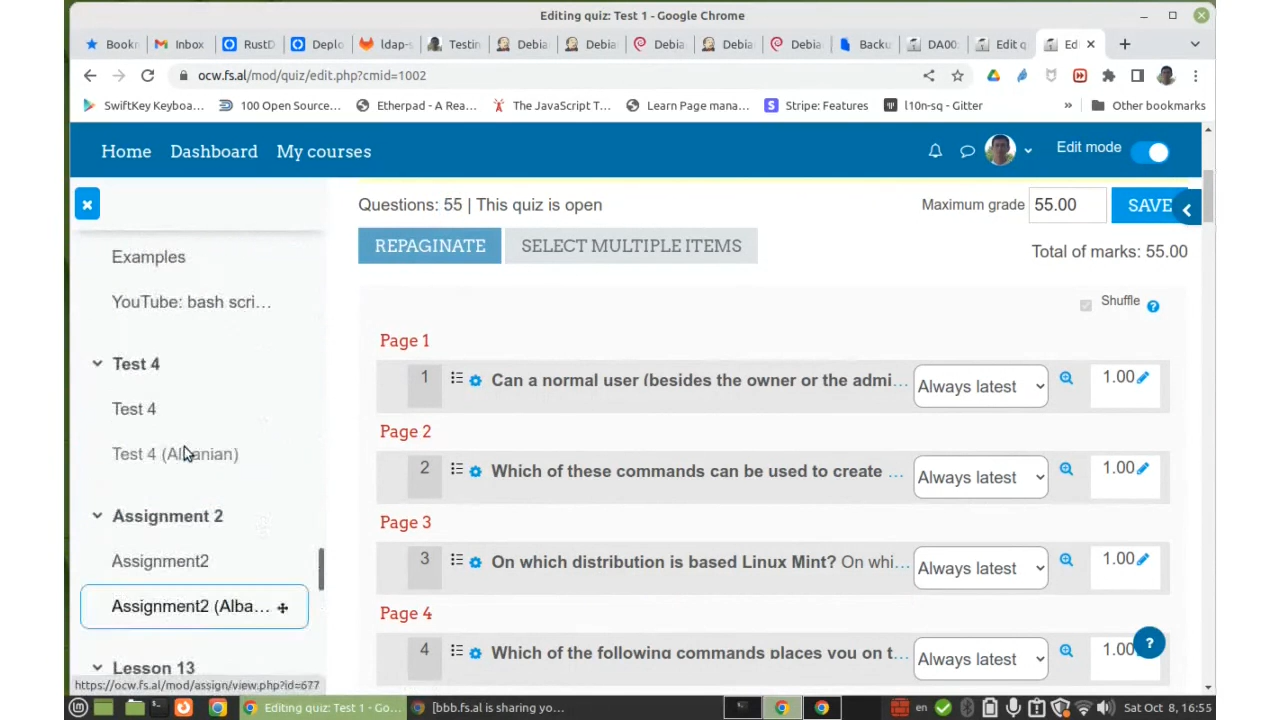 Editing quiz: Test 1 - Google Chrome
Bookr Inbox RustD Deplo ldap-s Testin Debia Debia Debia Debia Debia Backu DA00 Edit q Ed
ocw.fs.al/mod/quiz/edit.php?cmid=1002
SwiftKey Keyboa... 100 Open Source... Etherpad - A Rea... The JavaScript T... Learn Page mana... Stripe: Features l10n-sq - Gitter » Other bookmarks
Home Dashboard My courses Edit mode
Questions: 55 | This quiz is open Maximum grade 55.00 SAVE
REPAGINATE SELECT MULTIPLE ITEMS Total of marks: 55.00
Examples
YouTube: bash scri...
Test 4
Test 4
Test 4 (Albanian)
Assignment 2
Assignment2
Assignment2 (Alba...
Lesson 13
Shuffle
Page 1
1 Can a normal user (besides the owner or the admi... Always latest 1.00
Page 2
2 Which of these commands can be used to create ... Always latest 1.00
Page 3
3 On which distribution is based Linux Mint? On whi... Always latest 1.00
Page 4
4 Which of the following commands places you on t... Always latest 1.00
?
https://ocw.fs.al/mod/assign/view.php?id=677
Editing quiz: Test 1 - Go... [bbb.fs.al is sharing yo... en Sat Oct 8, 16:55